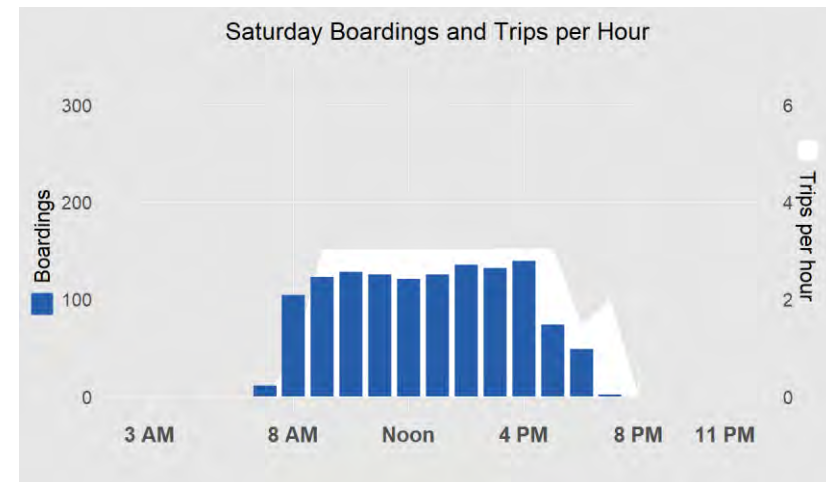 Saturday Boardings and Trips per Hour
300
200
100
0
Boardings
6
4
2
0
Trips per hour
3 AM 8 AM Noon 4 PM 8 PM 11 PM